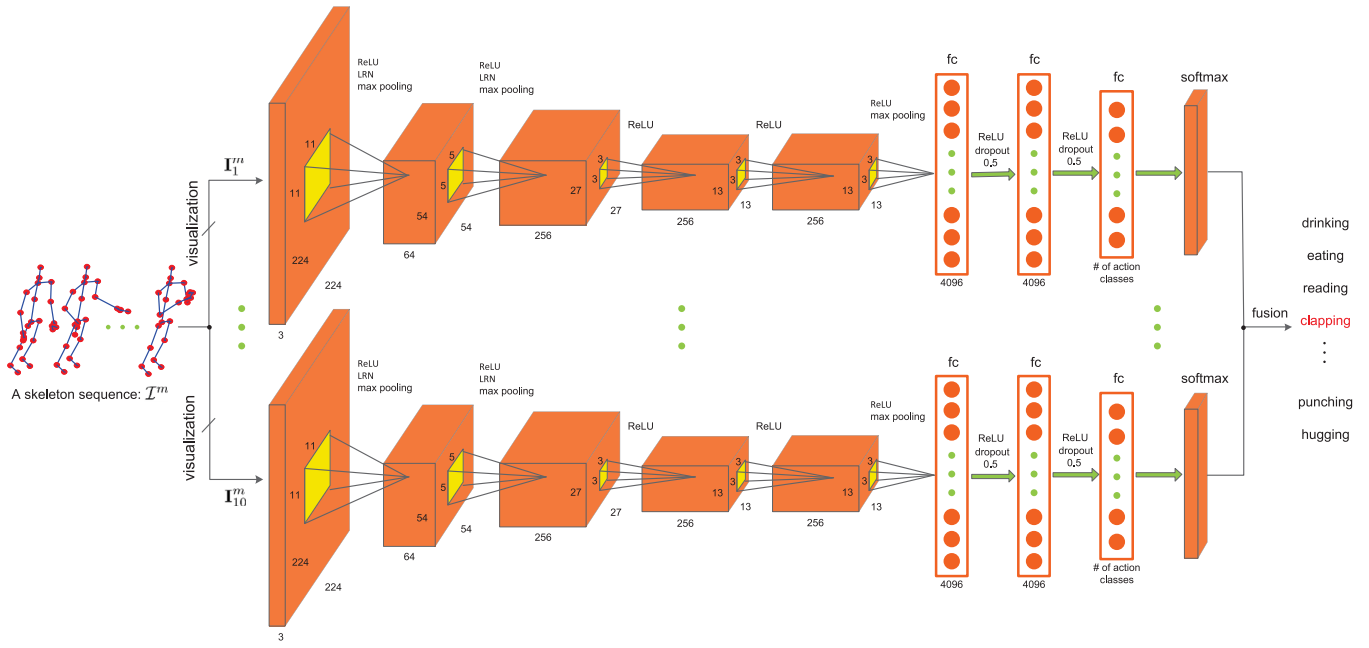 ReLU
LRN
max pooling
ReLU
LRN
max pooling
ReLU
ReLU
ReLU
max pooling
fc
fc
fc
softmax
ReLU
dropout
0.5
ReLU
dropout
0.5
11
11
224
224
3
5
5
54
54
64
3
3
27
27
256
3
3
13
13
256
3
3
13
13
256
4096
4096
# of action
classes
I₁ᵐ
visualization
A skeleton sequence: 𝓘ᵐ
visualization
I₁₀ᵐ
ReLU
LRN
max pooling
ReLU
LRN
max pooling
ReLU
ReLU
ReLU
max pooling
fc
fc
fc
softmax
ReLU
dropout
0.5
ReLU
dropout
0.5
11
11
224
224
3
5
5
54
54
64
3
3
27
27
256
3
3
13
13
256
3
3
13
13
256
4096
4096
# of action
classes
fusion
drinking
eating
reading
clapping
punching
hugging